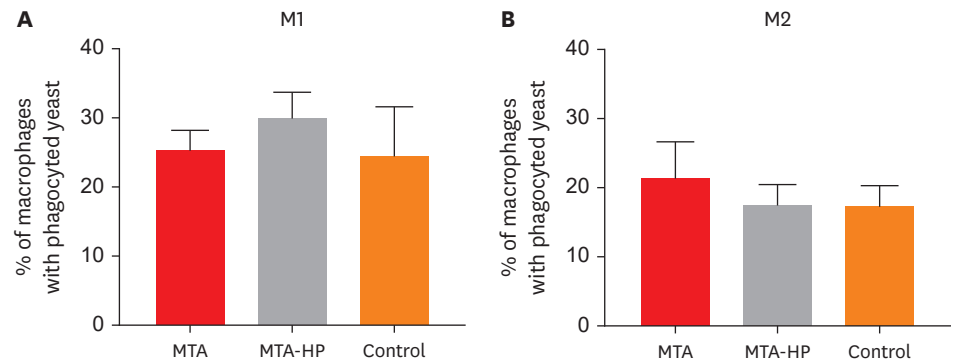 A
M1
% of macrophages
with phagocyted yeast
40
30
20
10
0
MTA
MTA-HP
Control
B
M2
% of macrophages
with phagocyted yeast
40
30
20
10
0
MTA
MTA-HP
Control